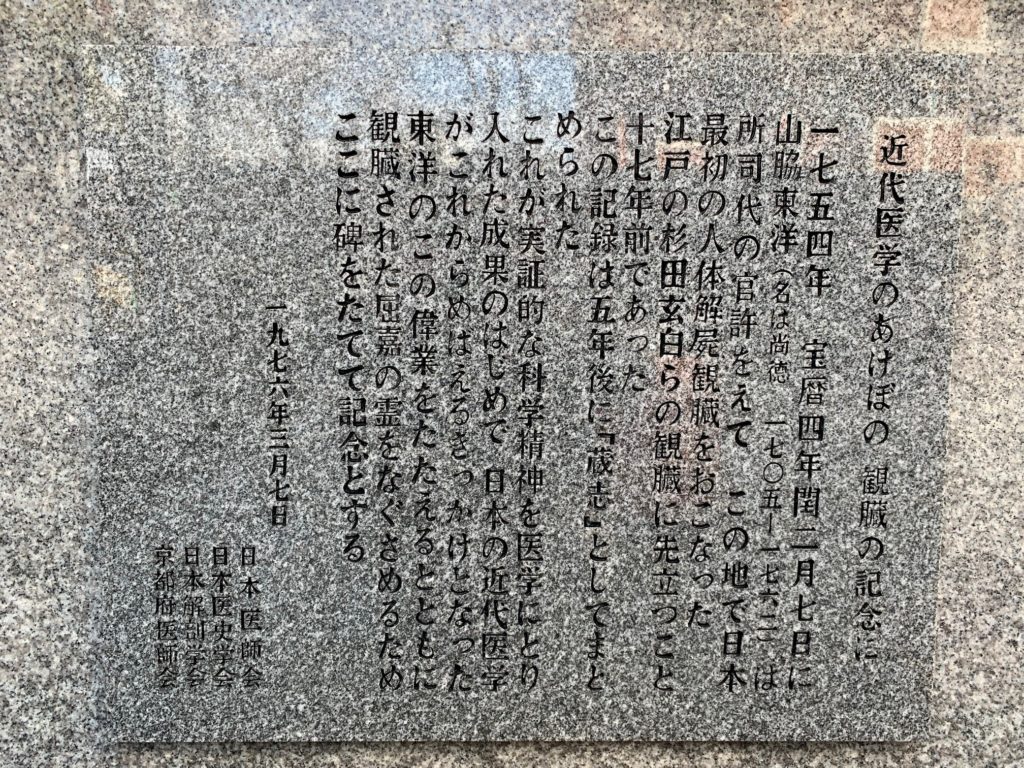 近代医学のあけぼの 観臓の記念に
一七五四年 宝暦四年閏二月七日に
山脇東洋(名は尚徳 一七〇五ー一七六二)は
所司代の官許をえて この地で日本
最初の人体解屍観臓をおこなった
江戸の杉田玄白らの観臓に先立つこと
十七年前であった
この記録は五年後に『蔵志』としてまと
められた
これが実証的な科学精神を医学にとり
入れた成果のはじめで 日本の近代医学
がこれからめばえるきっかけとなった
東洋のこの偉業をたたえるとともに
観臓された屈嘉の霊をなぐさめるため
ここに碑をたてて記念とする
一九七六年三月七日
日本医師会
日本医史学会
日本解剖学会
京都府医師会